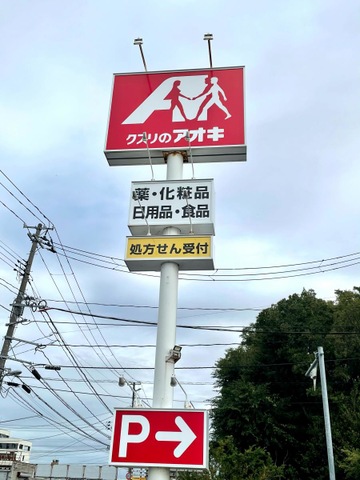 クスリのアオキ
薬・化粧品
日用品・食品
処方せん受付
P→